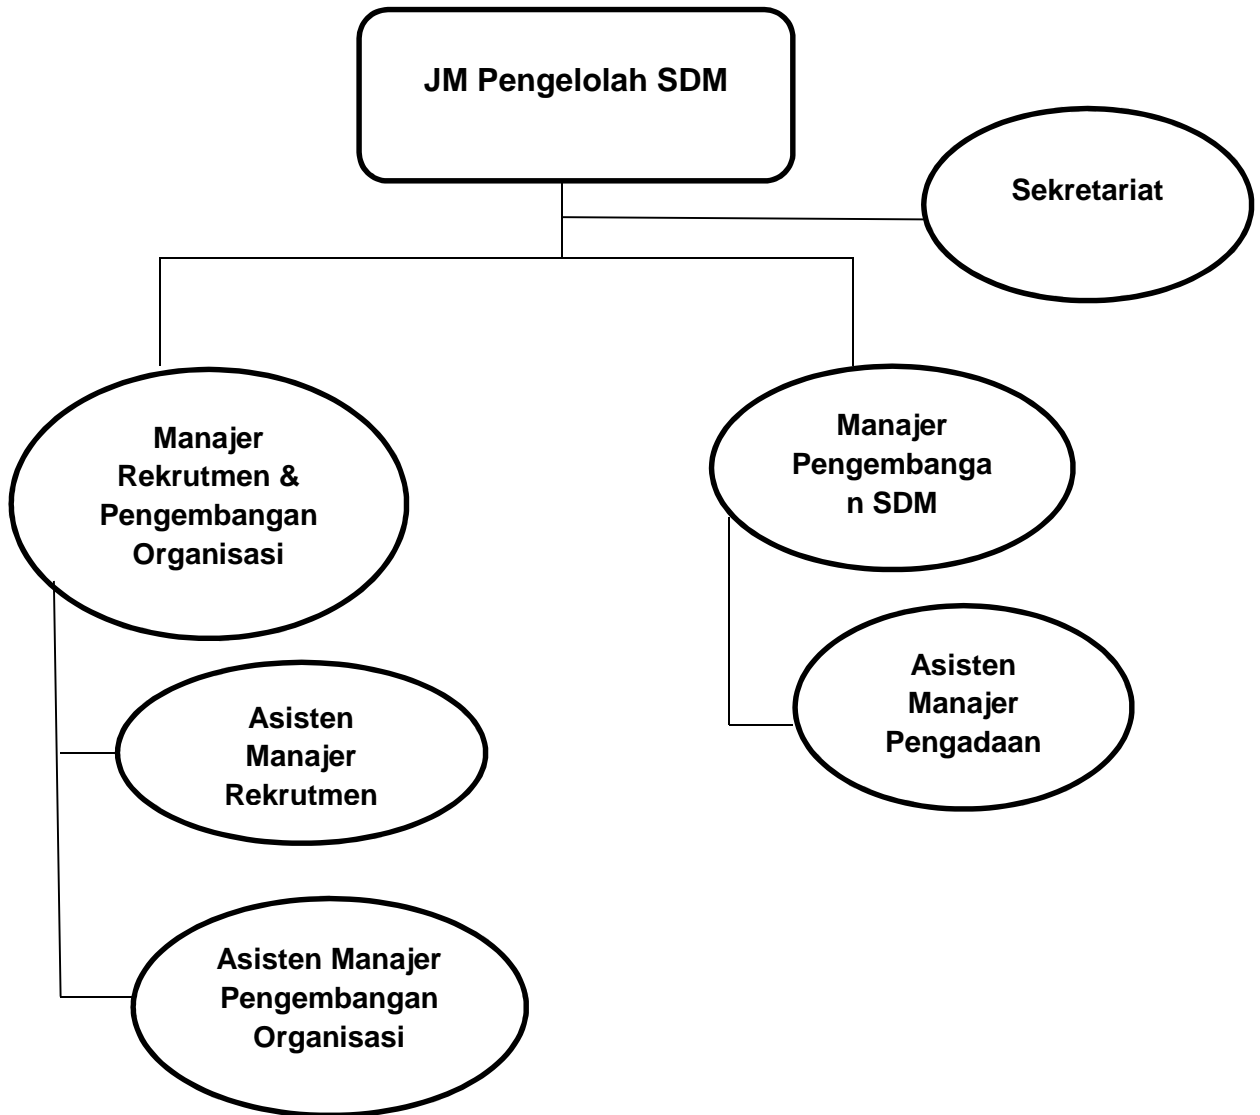 JM Pengelolah SDM
Sekretariat
Manajer
Rekrutmen &
Pengembangan
Organisasi
Manajer
Pengembanga
n SDM
Asisten
Manajer
Rekrutmen
Asisten
Manajer
Pengadaan
Asisten Manajer
Pengembangan
Organisasi